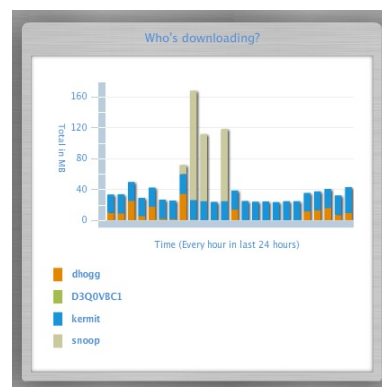 Who's downloading?
160
120
80
40
0
Total in MB
Time (Every hour in last 24 hours)
dhogg
D3Q0VBC1
kermit
snoop